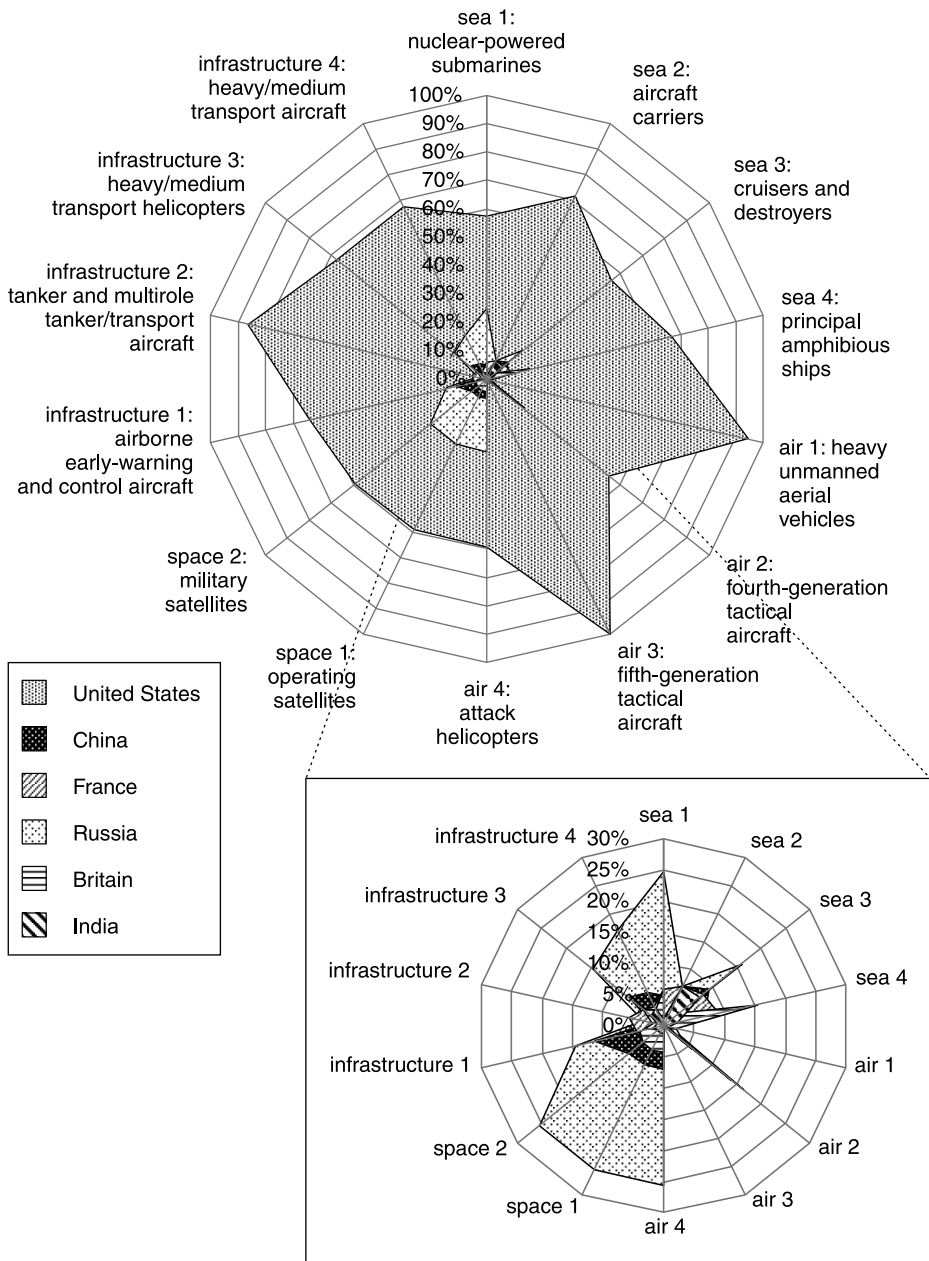 sea 1:
nuclear-powered
submarines
sea 2:
aircraft
carriers
sea 3:
cruisers and
destroyers
sea 4:
principal
amphibious
ships
air 1: heavy
unmanned
aerial
vehicles
air 2:
fourth-generation
tactical
aircraft
air 3:
fifth-generation
tactical
aircraft
air 4:
attack
helicopters
space 1:
operating
satellites
space 2:
military
satellites
infrastructure 1:
airborne
early-warning
and control aircraft
infrastructure 2:
tanker and multirole
tanker/transport
aircraft
infrastructure 3:
heavy/medium
transport helicopters
infrastructure 4:
heavy/medium
transport aircraft
100%
90%
80%
70%
60%
50%
40%
30%
20%
10%
0%
United States
China
France
Russia
Britain
India
sea 1
sea 2
sea 3
sea 4
air 1
air 2
air 3
air 4
space 1
space 2
infrastructure 1
infrastructure 2
infrastructure 3
infrastructure 4
30%
25%
20%
15%
10%
5%
0%